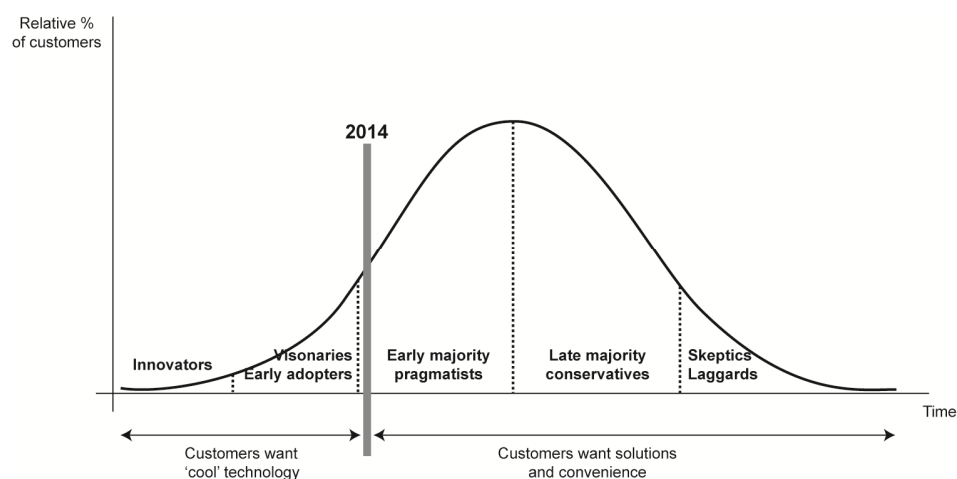 Relative %
of customers
2014
Innovators
Visonaries
Early adopters
Early majority
pragmatists
Late majority
conservatives
Skeptics
Laggards
Time
Customers want
‘cool’ technology
Customers want solutions
and convenience